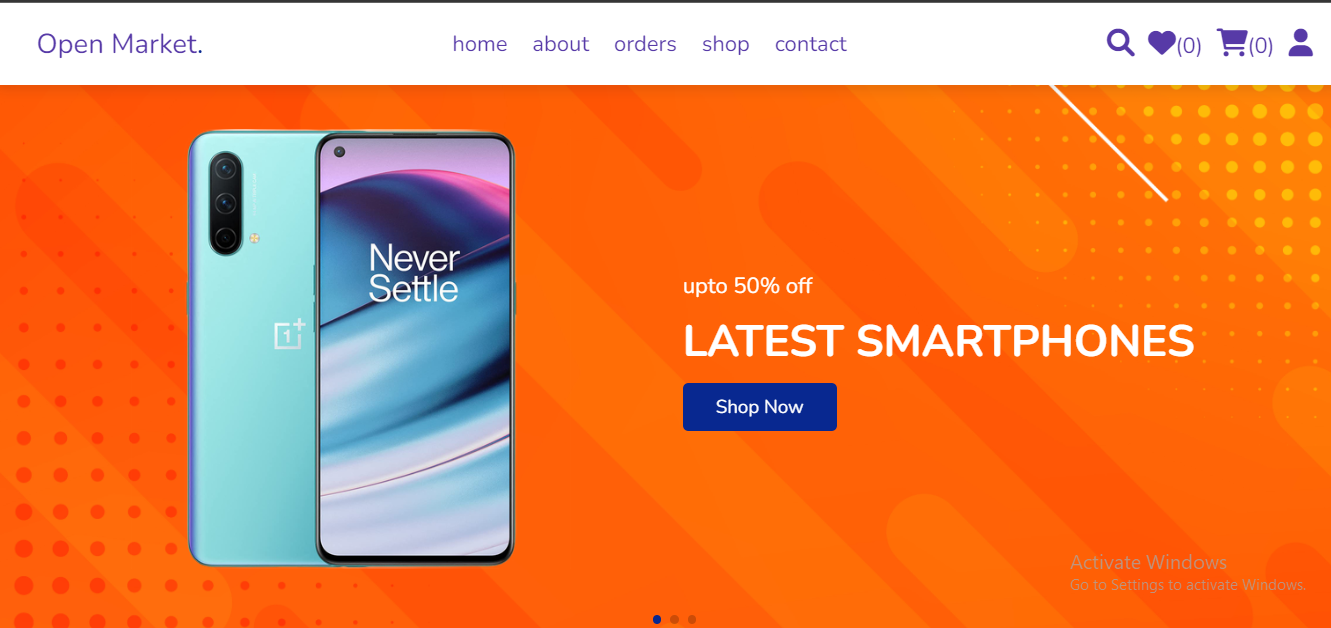 Open Market.
home about orders shop contact
(0) (0)
Never
Settle
1+
upto 50% off
LATEST SMARTPHONES
Shop Now
Activate Windows
Go to Settings to activate Windows.